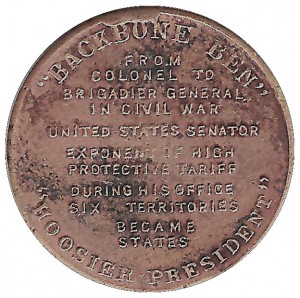 "BACKBONE BEN"
FROM
COLONEL TO
BRIGADIER GENERAL
IN CIVIL WAR
UNITED STATES SENATOR
EXPONENT OF HIGH
PROTECTIVE TARIFF
DURING HIS OFFICE
SIX TERRITORIES
BECAME
STATES
"HOOSIER PRESIDENT"